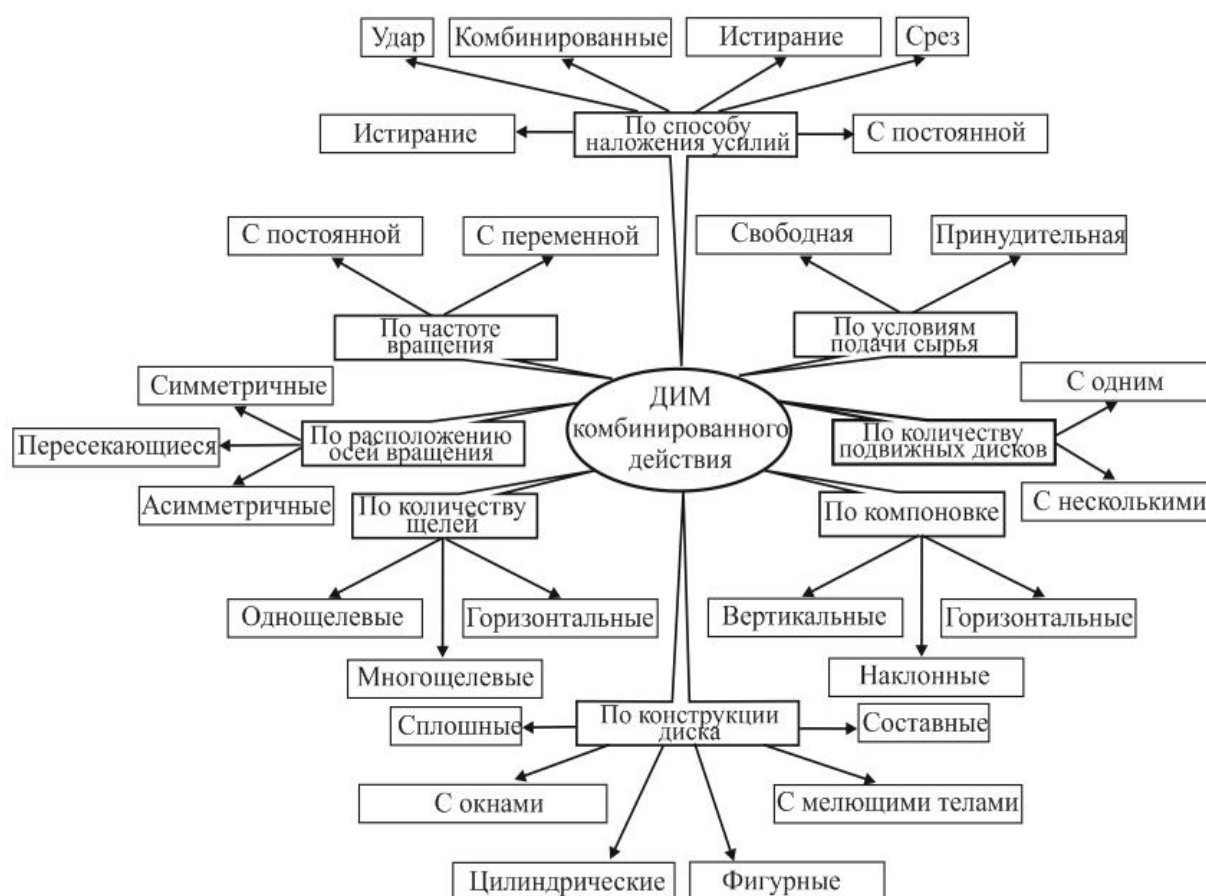 Удар
Комбинированные
Истирание
Срез
Истирание
По способу
наложения усилий
С постоянной
С постоянной
С переменной
Свободная
Принудительная
По частоте
вращения
По условиям
подачи сырья
Симметричные
Пересекающиеся
Асимметричные
По расположению
осей вращения
ДИМ
комбинированного
действия
По количеству
подвижных дисков
С одним
С несколькими
По количеству
щелей
По компоновке
Однощелевые
Горизонтальные
Многощелевые
Вертикальные
Горизонтальные
Наклонные
Сплошные
По конструкции
диска
Составные
С окнами
С мелющими телами
Цилиндрические
Фигурные